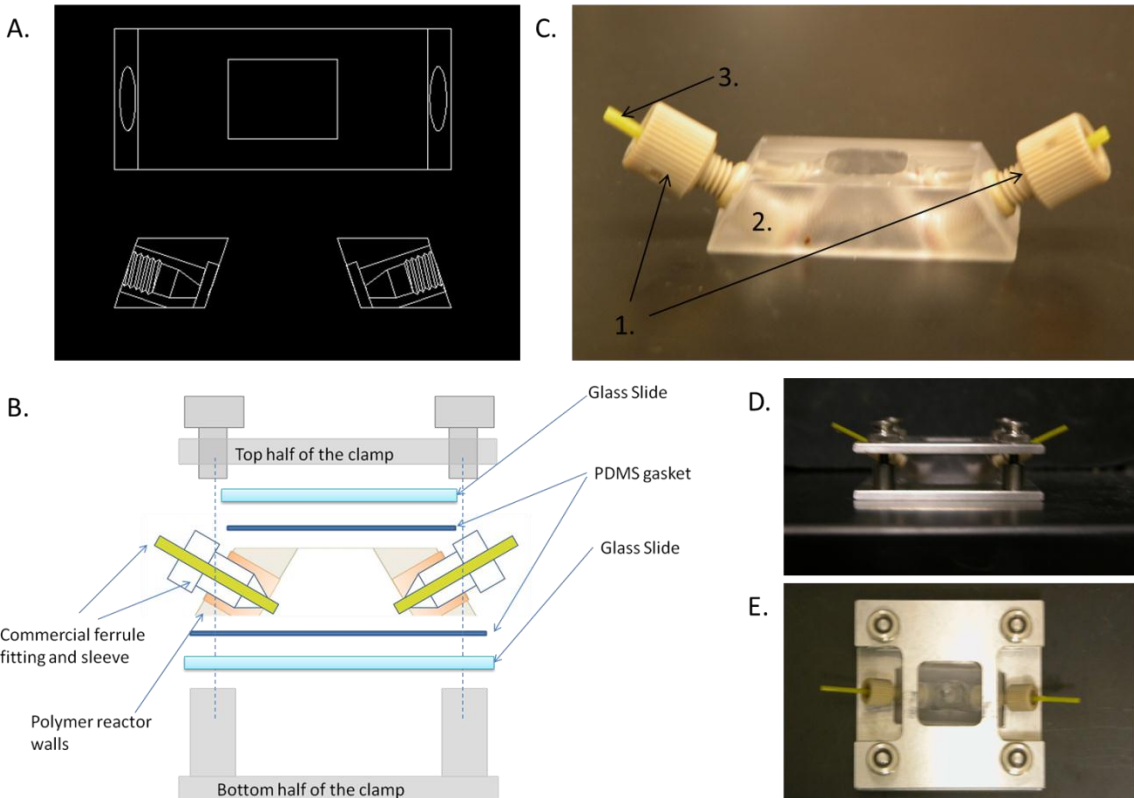 A.
C.
3.
2.
1.
B.
Glass Slide
Top half of the clamp
PDMS gasket
Glass Slide
Commercial ferrule
fitting and sleeve
Polymer reactor
walls
Bottom half of the clamp
D.
E.